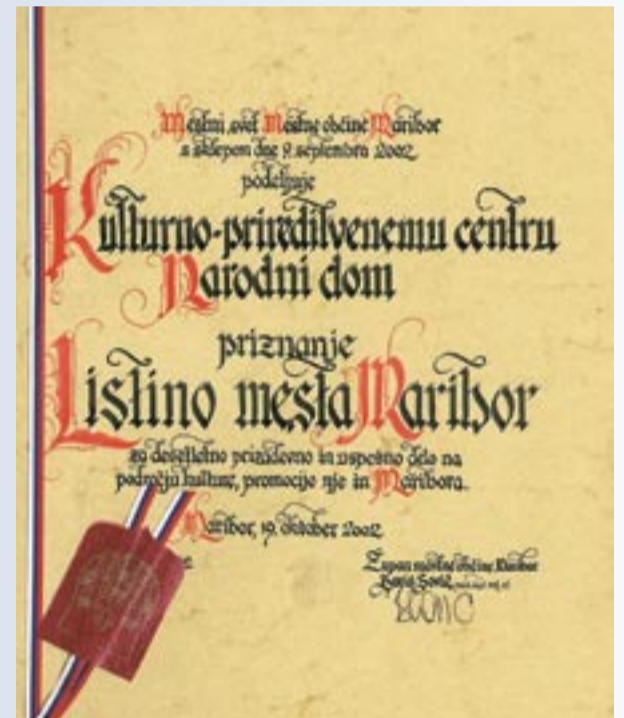 Mestni svet Mestne občine Maribor
s sklepom dne 9. septembra 2002
podeljuje
Kulturno-prireditvenemu centru
Narodni dom
priznanje
Listino mesta Maribor
za desetletno prizadevno in uspešno delo na
področju kulture, promocije nje in Maribora.
Maribor, 19. oktober 2002
Župan mestne občine Maribor
Boris Sovič